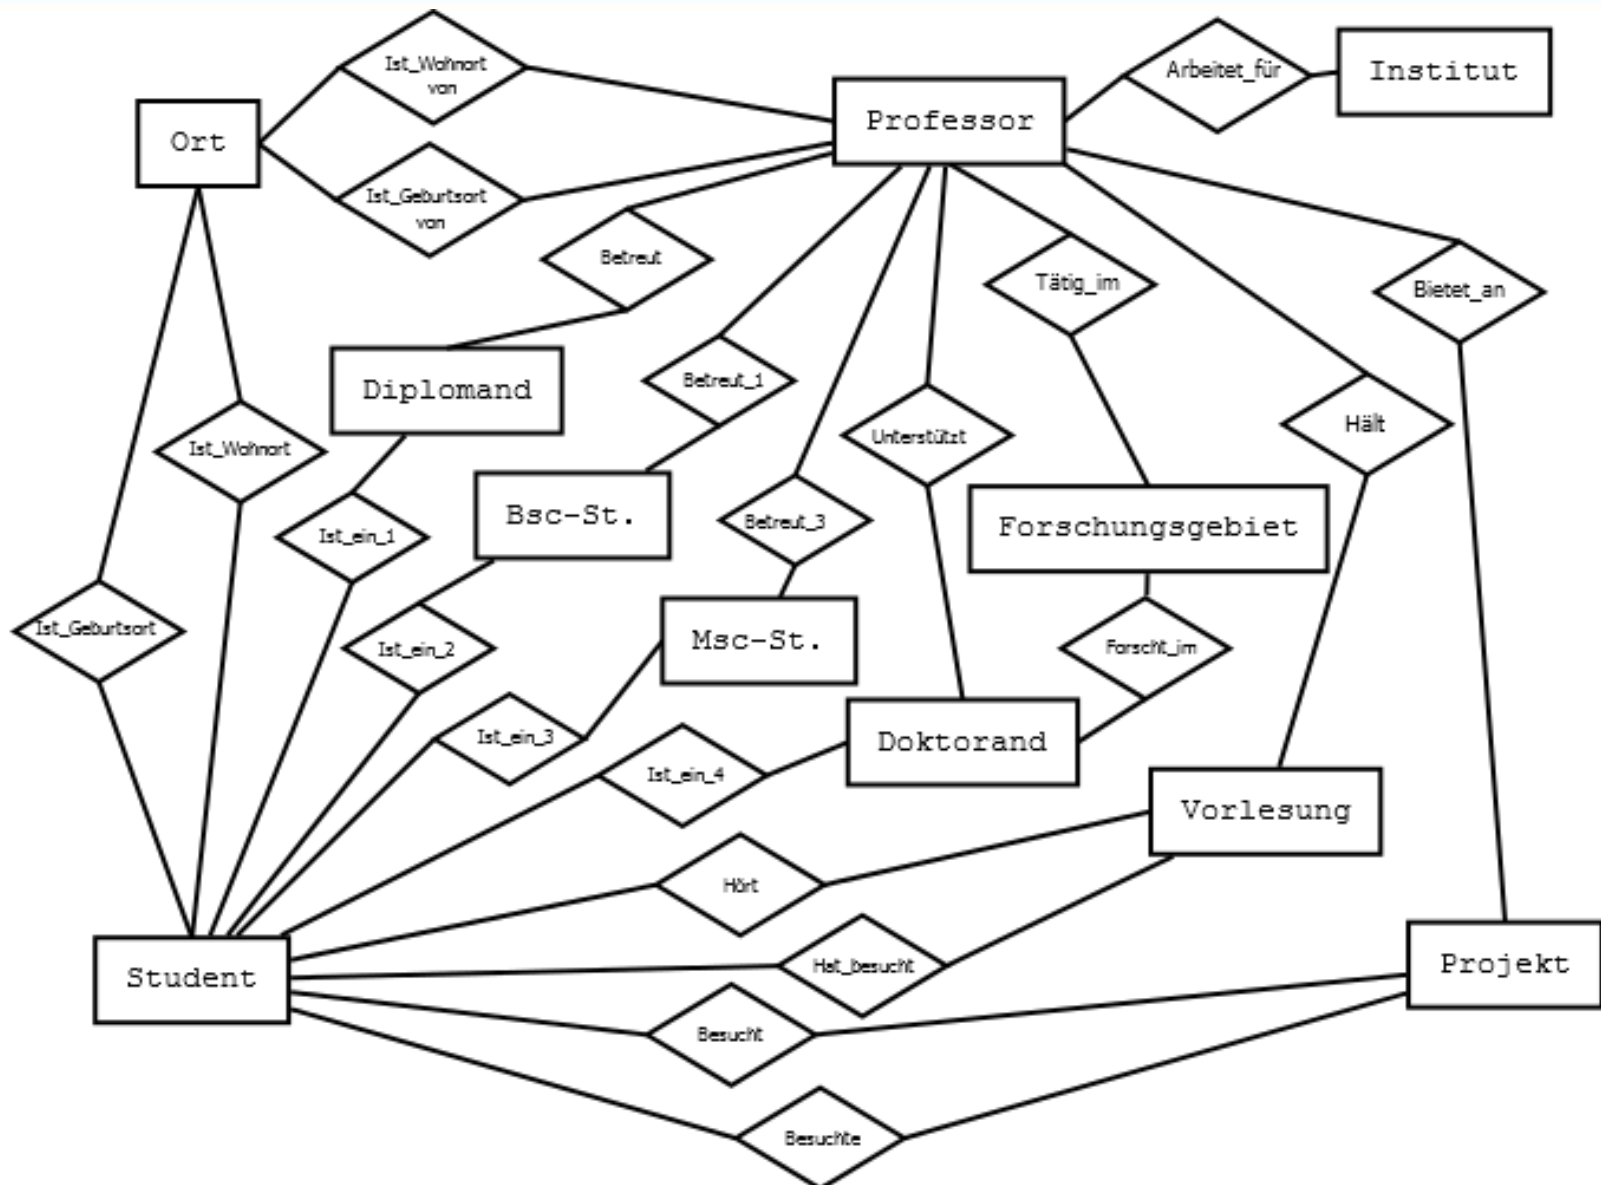 Ist_Wohnort
von
Arbeitet_für
Institut
Professor
Ort
Ist_Geburtsort
von
Betreut
Tätig_im
Bietet_an
Diplomand
Betreut_1
Unterstützt
Hält
Ist_Wohnort
Bsc-St.
Betreut_3
Forschungsgebiet
Ist_ein_1
Ist_Geburtsort
Ist_ein_2
Msc-St.
Forscht_im
Ist_ein_3
Doktorand
Ist_ein_4
Vorlesung
Hört
Hat_besucht
Projekt
Student
Besucht
Besuchte